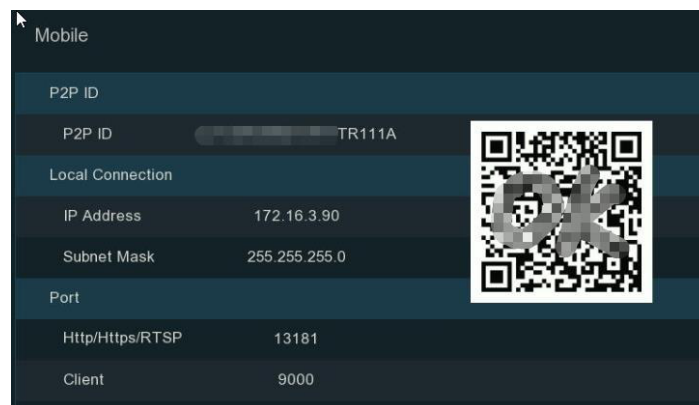 Mobile
P2P ID
P2P ID TR111A
Local Connection
IP Address 172.16.3.90
Subnet Mask 255.255.255.0
Port
Http/Https/RTSP 13181
Client 9000
OK